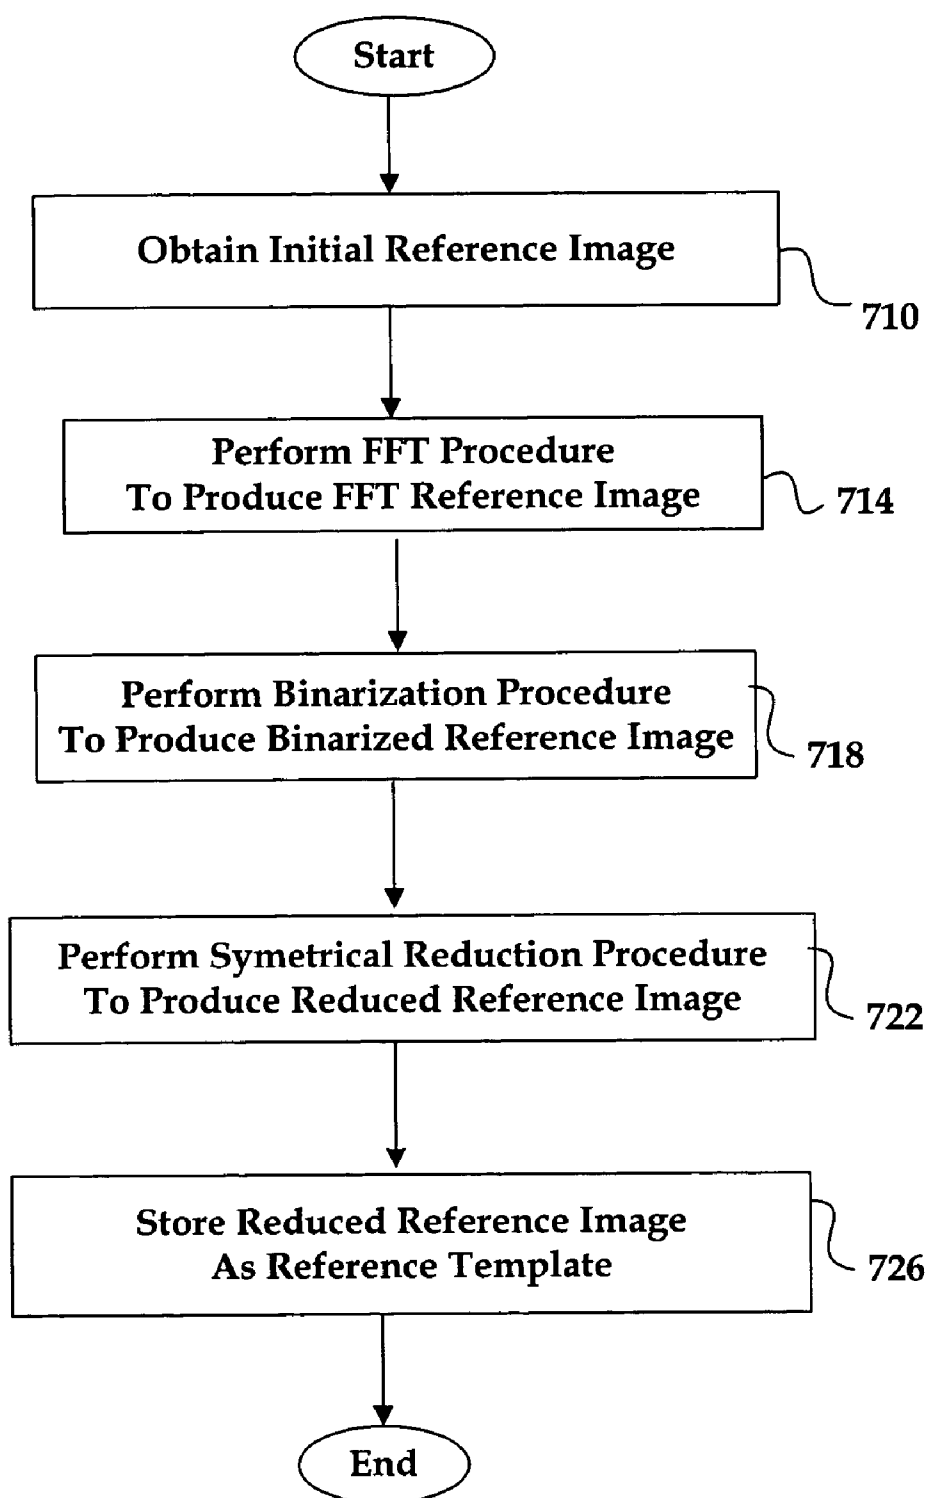 Start
Obtain Initial Reference Image
710
Perform FFT Procedure
To Produce FFT Reference Image
714
Perform Binarization Procedure
To Produce Binarized Reference Image
718
Perform Symetrical Reduction Procedure
To Produce Reduced Reference Image
722
Store Reduced Reference Image
As Reference Template
726
End